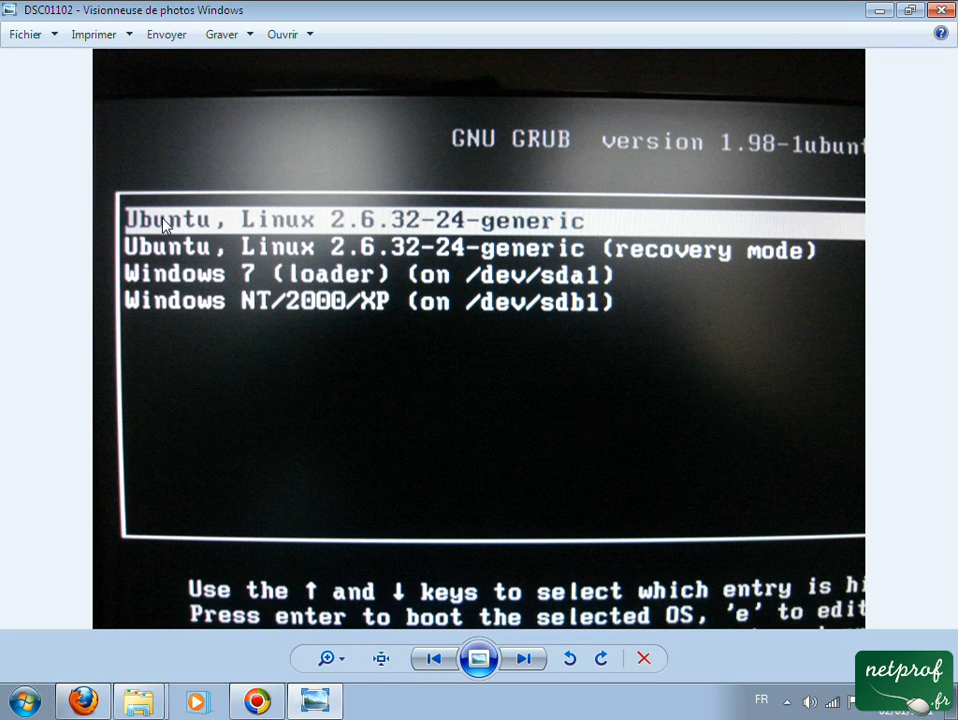 DSC01102 - Visionneuse de photos Windows
Fichier Imprimer Envoyer Graver Ouvrir
GNU GRUB version 1.98-1ubunt
Ubuntu, Linux 2.6.32-24-generic
Ubuntu, Linux 2.6.32-24-generic (recovery mode)
Windows 7 (loader) (on /dev/sda1)
Windows NT/2000/XP (on /dev/sdb1)
Use the ↑ and ↓ keys to select which entry is hi
Press enter to boot the selected OS, 'e' to edit
FR
netprof
.fr